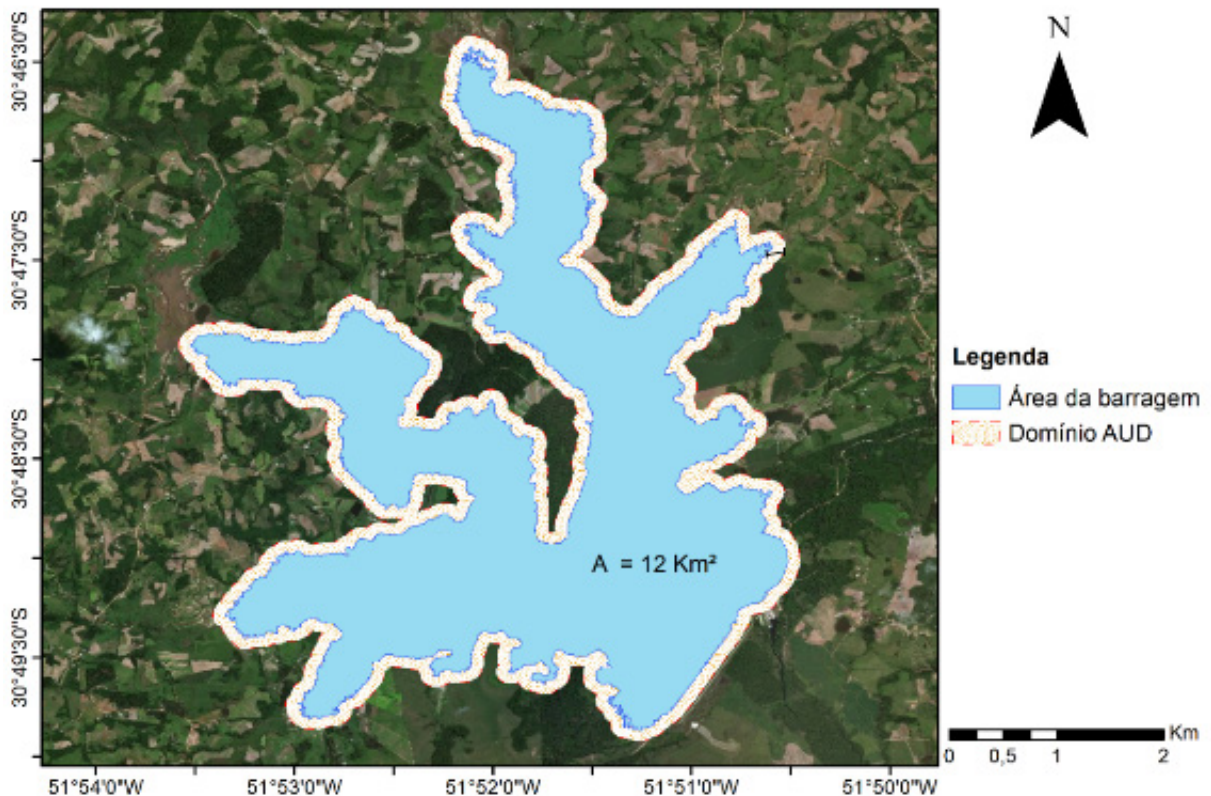 N
30°46'30"S
30°47'30"S
30°48'30"S
30°49'30"S
A = 12 Km²
Legenda
Área da barragem
Domínio AUD
Km
0 0,5 1 2
51°54'0"W 51°53'0"W 51°52'0"W 51°51'0"W 51°50'0"W